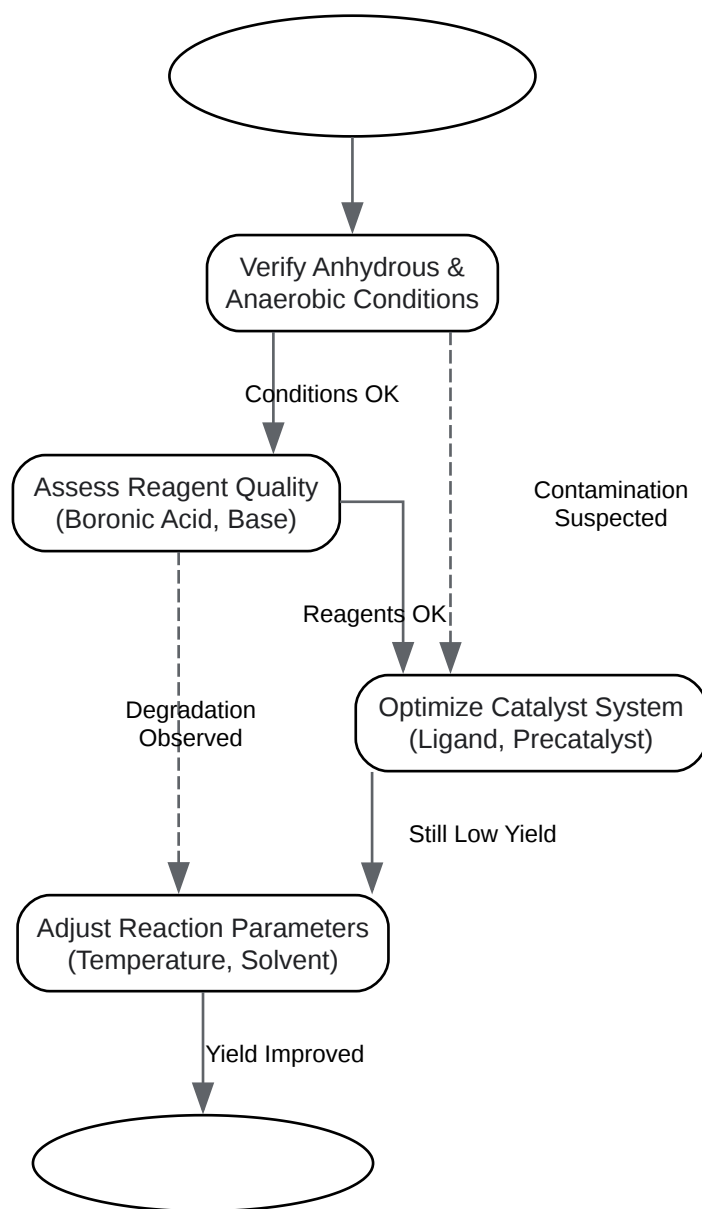 Verify Anhydrous &
Anaerobic Conditions
Conditions OK
Assess Reagent Quality
(Boronic Acid, Base)
Contamination
Suspected
Reagents OK
Degradation
Observed
Optimize Catalyst System
(Ligand, Precatalyst)
Still Low Yield
Adjust Reaction Parameters
(Temperature, Solvent)
Yield Improved